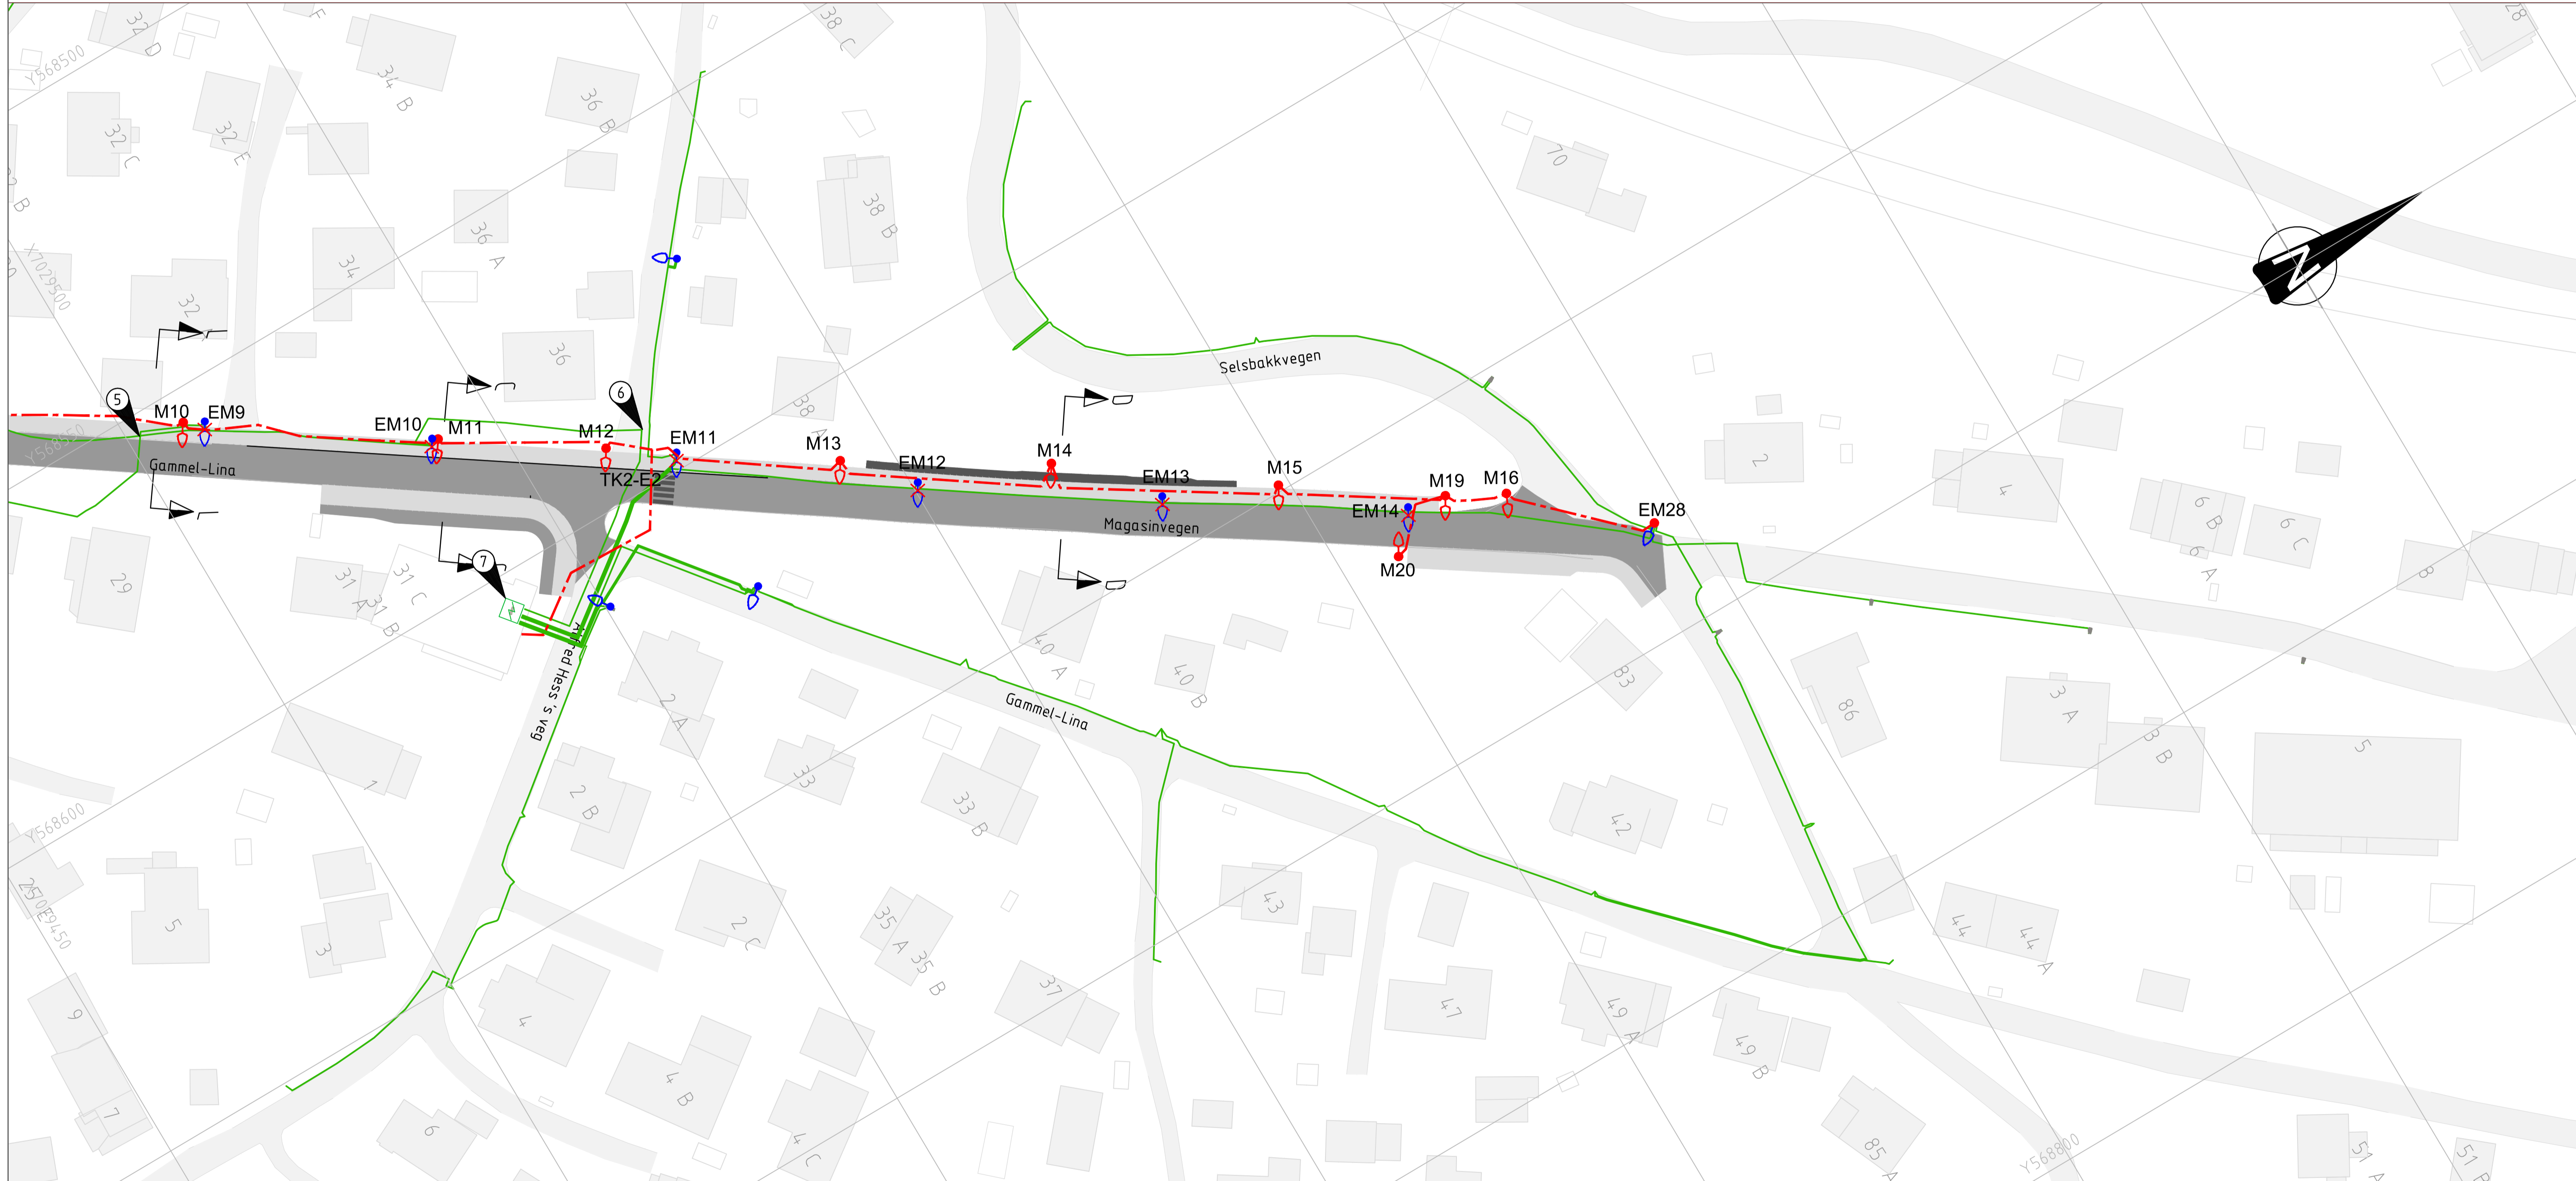 32 D
F
38 C
28
Y568500
34 B
36 B
32 C
32 E
70
38 B
B
36 A
X7029500
34
32
N
36
Selsbakkvegen
38 A
5
6
M10
EM9
EM10
M11
M12
EM11
M13
EM12
M14
EM13
M15
M19
M16
EM14
EM28
M20
2
4
6 B
6 A
6 C
8
Y568550
Gammel-Lina
TK2-E2
Magasinvegen
7
29
31 A
31 B
31 C
40 A
40 B
83
86
3 A
3 B
5
Hess's veg
2 A
Gammel-Lina
33
33 B
1
2 B
42
Y568600
2 C
35 A
35 B
43
44
44 A
5
3
37
47
49 A
49 B
9
7
4
4 B
4 C
6
85 A
Y568800
51 A
51 B